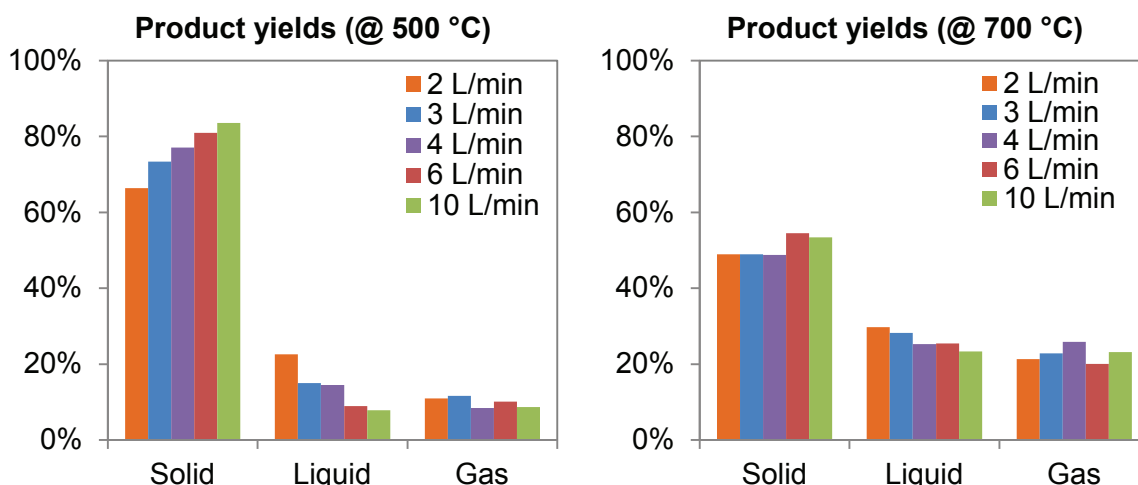 Product yields (@ 500 °C)
100%
80%
60%
40%
20%
0%
2 L/min
3 L/min
4 L/min
6 L/min
10 L/min
Solid
Liquid
Gas
Product yields (@ 700 °C)
100%
80%
60%
40%
20%
0%
2 L/min
3 L/min
4 L/min
6 L/min
10 L/min
Solid
Liquid
Gas